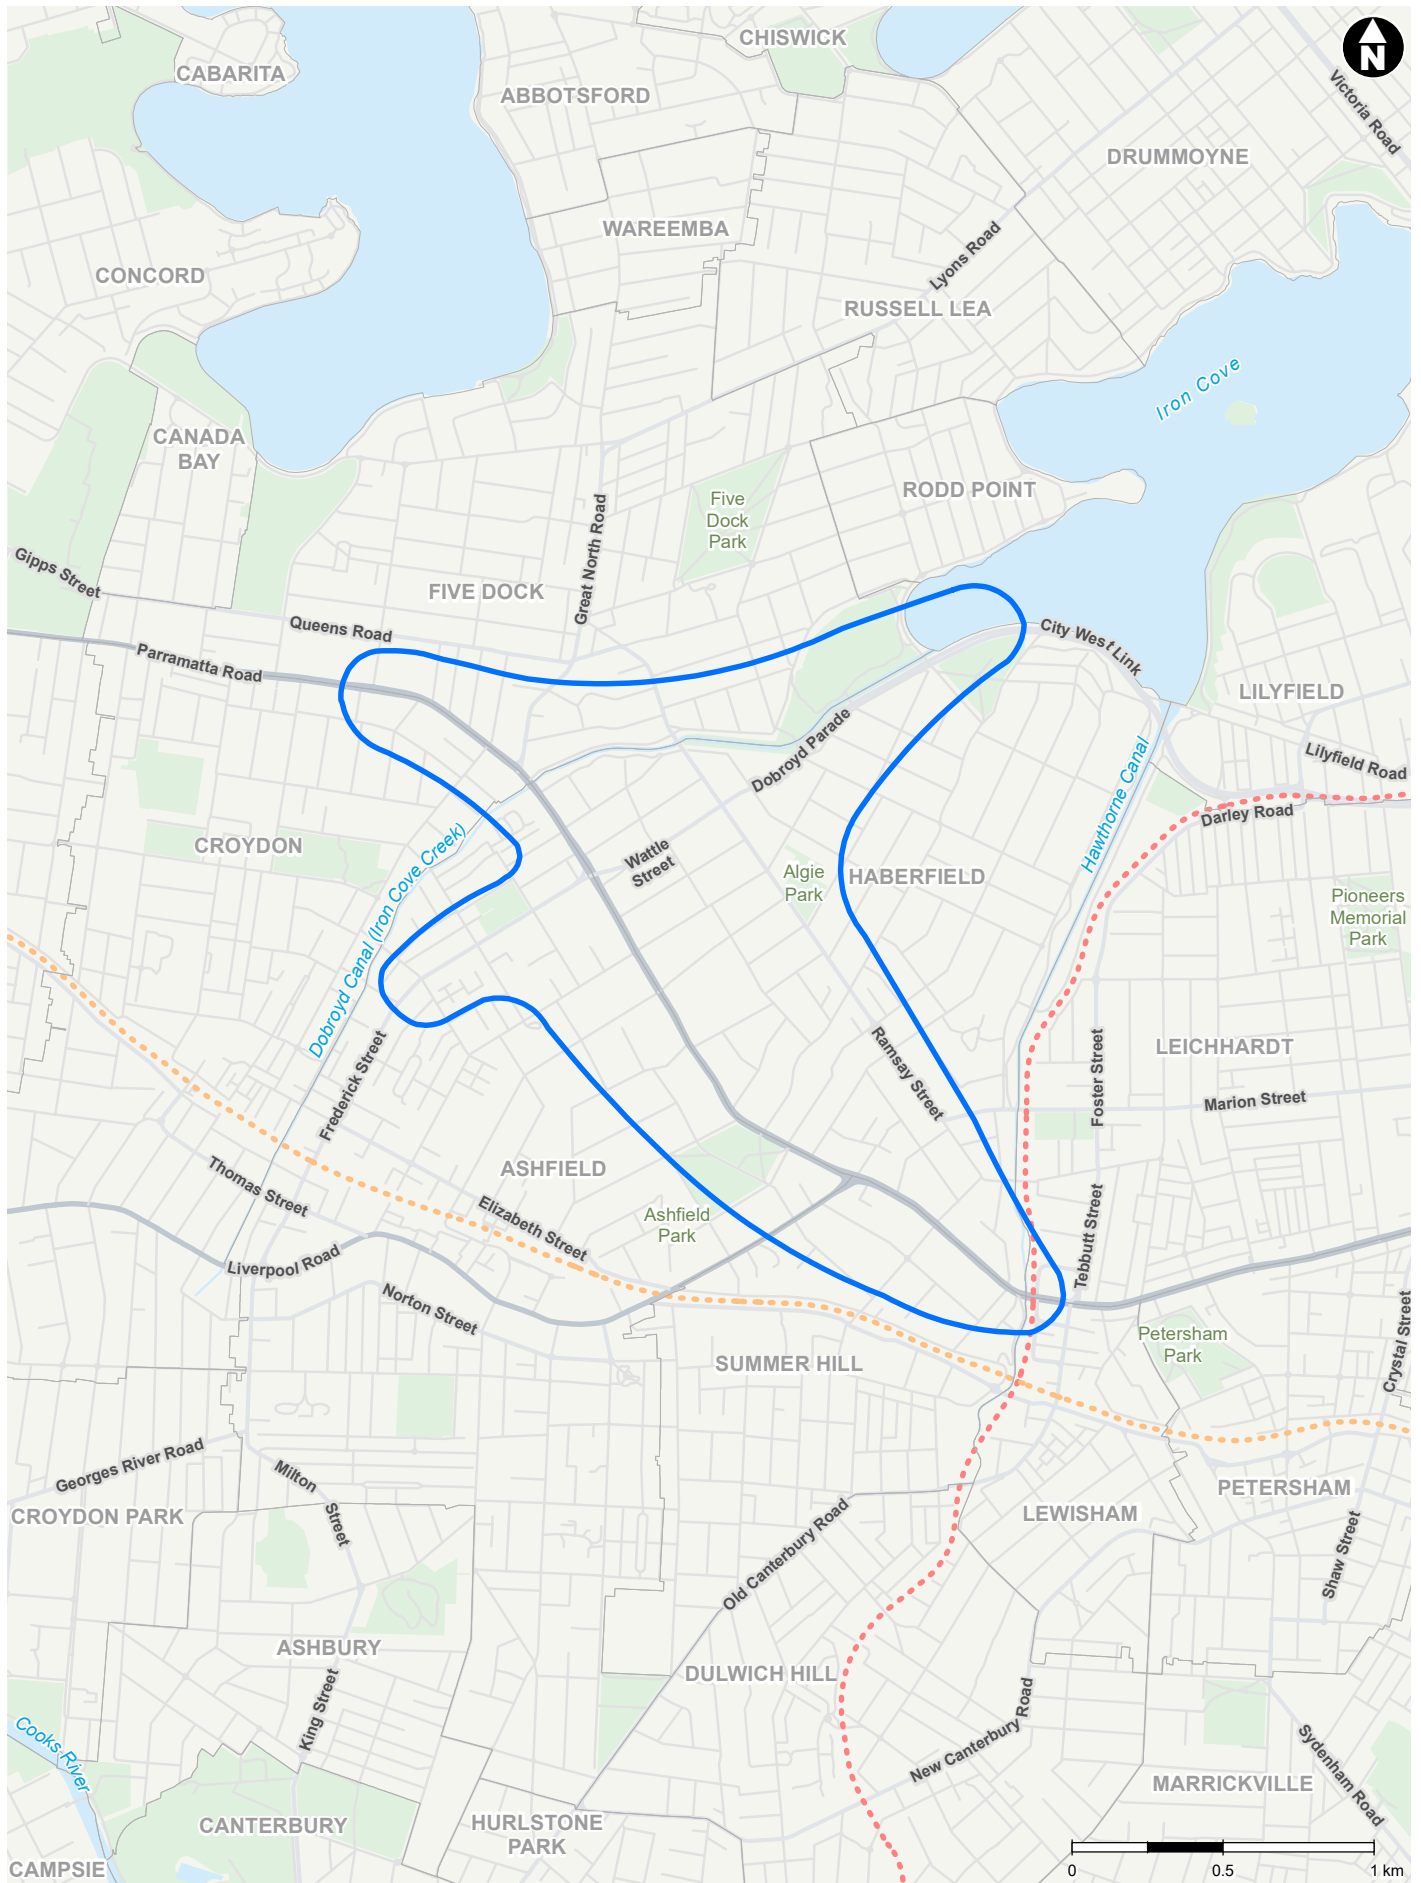 CHISWICK
N
CABARITA
ABBOTSFORD
Victoria Road
DRUMMOYNE
WAREEMBA
CONCORD
Lyons Road
RUSSELL LEA
Iron Cove
CANADA
BAY
RODD POINT
Five
Dock
Park
Great North Road
Gipps Street
FIVE DOCK
Queens Road
City West Link
Parramatta Road
LILYFIELD
Dobroyd Parade
Lilyfield Road
Hawthorne Canal
Darley Road
CROYDON
Wattle
Street
Algie
Park
HABERFIELD
Pioneers
Memorial
Park
Dobroyd Canal (Iron Cove Creek)
Ramsay Street
LEICHHARDT
Foster Street
Frederick Street
Marion Street
ASHFIELD
Thomas Street
Elizabeth Street
Ashfield
Park
Tebbutt Street
Liverpool Road
Norton Street
Petersham
Park
Crystal Street
SUMMER HILL
Georges River Road
Milton
Street
PETERSHAM
CROYDON PARK
LEWISHAM
Old Canterbury Road
Shaw Street
ASHBURY
DULWICH HILL
King Street
New Canterbury Road
Cooks River
Sydenham Road
MARRICKVILLE
CANTERBURY
HURLSTONE
PARK
CAMPSIE
0
0.5
1 km